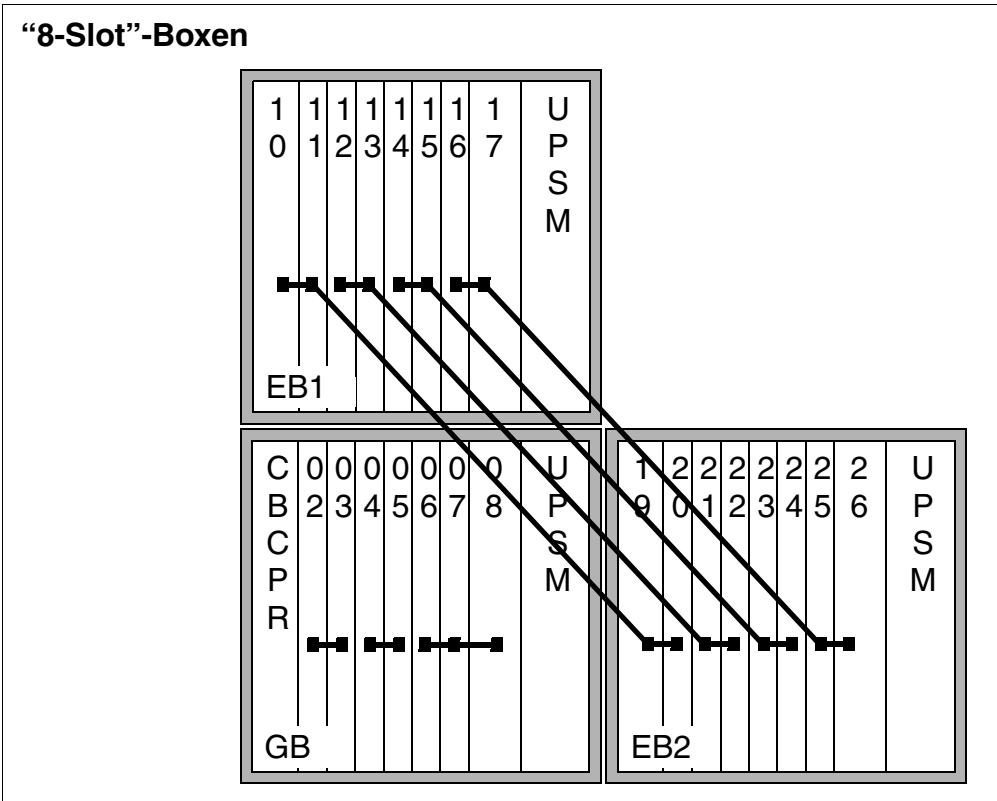 “8-Slot”-Boxen
1 1 1 1 1 1 1 1 U
0 1 2 3 4 5 6 7 P
S
M
EB1
C 0 0 0 0 0 0 0 U 1 2 2 2 2 2 2 2 U
B 2 3 4 5 6 7 8 P 9 0 1 2 3 4 5 6 P
C S S
P M M
R
GB EB2